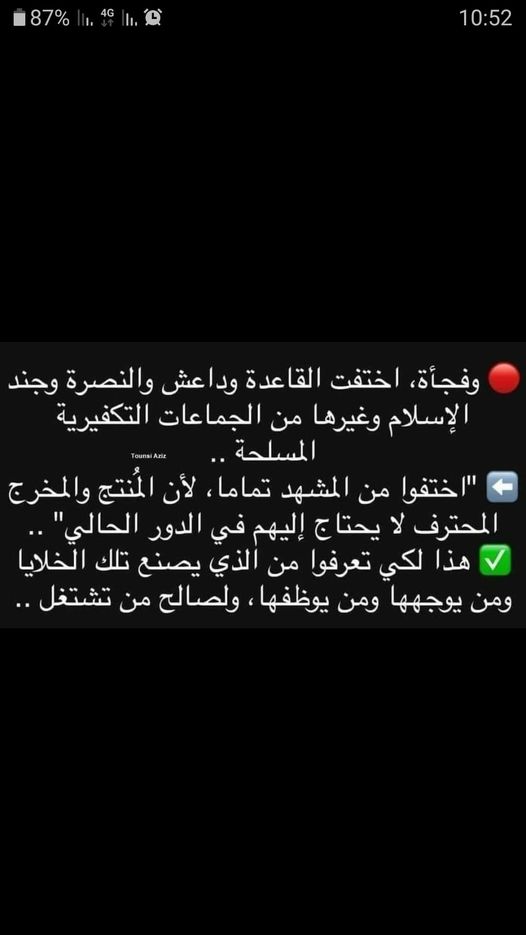 87% 4G 10:52
🔴 وفجأة، اختفت القاعدة وداعش والنصرة وجند
الإسلام وغيرها من الجماعات التكفيرية
المسلحة ..
Tounsi Aziz
⬅️ "اختفوا من المشهد تماما، لأن المُنتج والمخرج
المحترف لا يحتاج إليهم في الدور الحالي" ..
✅ هذا لكي تعرفوا من الذي يصنع تلك الخلايا
ومن يوجهها ومن يوظفها، ولصالح من تشتغل ..